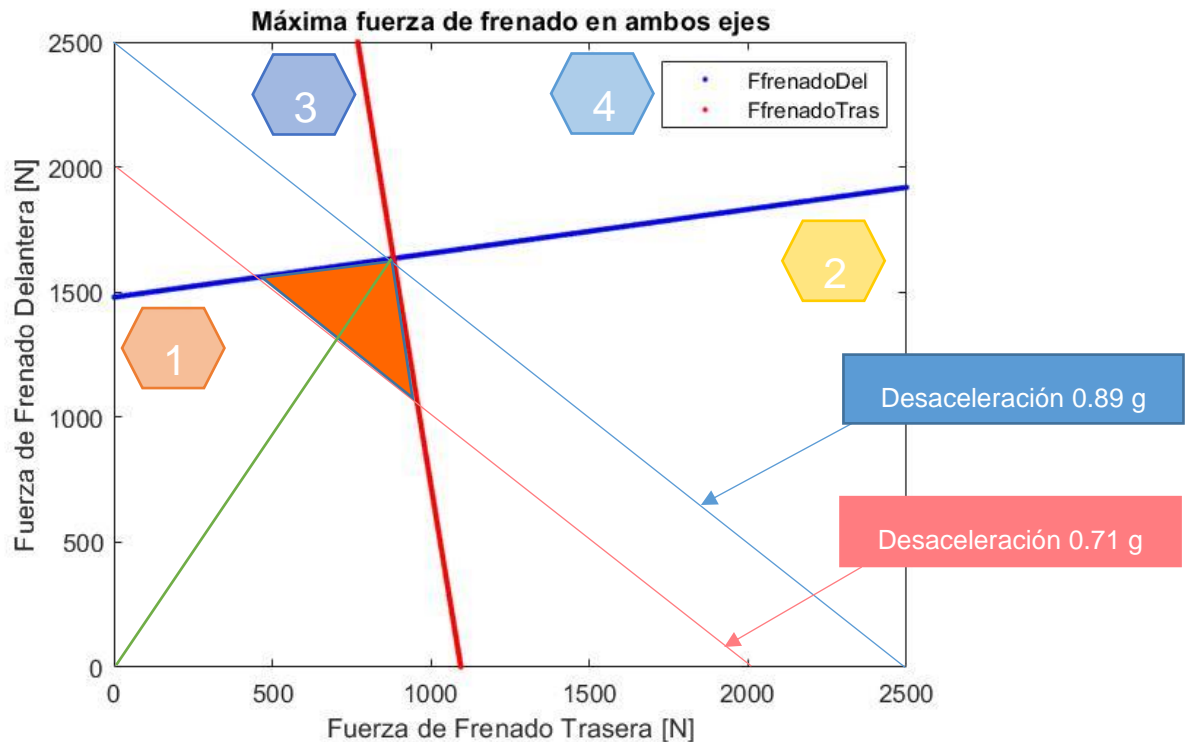 Máxima fuerza de frenado en ambos ejes
2500
2000
1500
1000
500
0
Fuerza de Frenado Delantera [N]
3
4
FfrenadoDel
FfrenadoTras
2
1
Desaceleración 0.89 g
Desaceleración 0.71 g
0
500
1000
1500
2000
2500
Fuerza de Frenado Trasera [N]